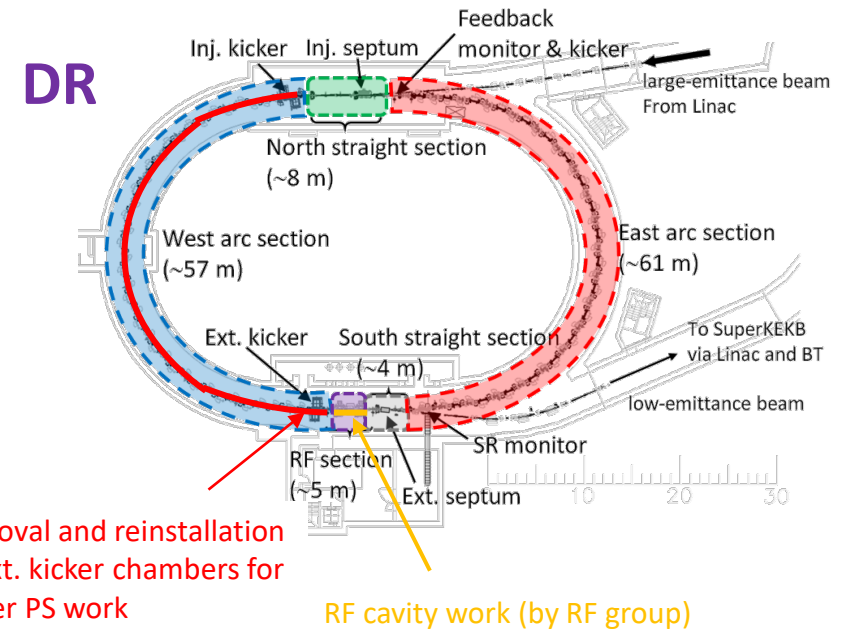 DR
Inj. kicker
Inj. septum
Feedback
monitor & kicker
large-emittance beam
From Linac
North straight section
(~8 m)
West arc section
(~57 m)
East arc section
(~61 m)
Ext. kicker
South straight section
(~4 m)
To SuperKEKB
via Linac and BT
low-emittance beam
SR monitor
RF section
(~5 m)
Ext. septum
10
20
30
oval and reinstallation
xt. kicker chambers for
er PS work
RF cavity work (by RF group)